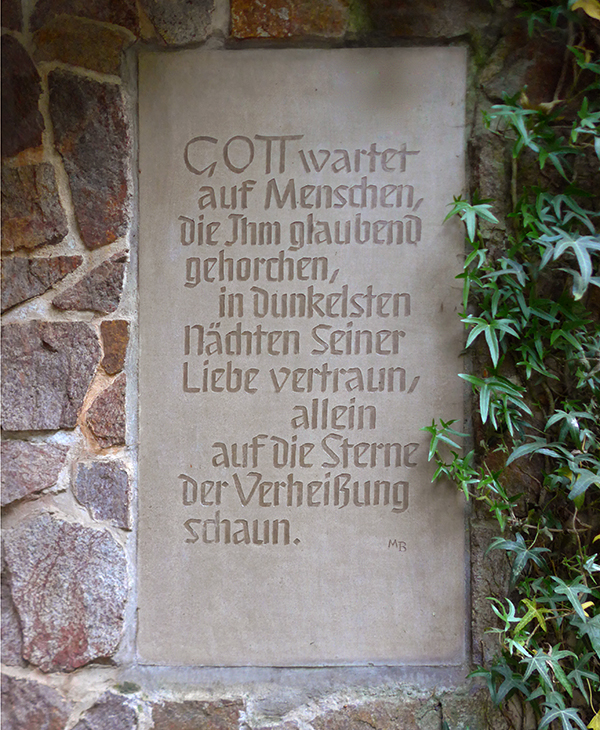 GOTT wartet
auf Menschen,
die Ihm glaubend
gehorchen,
in dunkelsten
Nächten Seiner
Liebe vertraun,
allein
auf die Sterne
der Verheißung
schaun.
MB